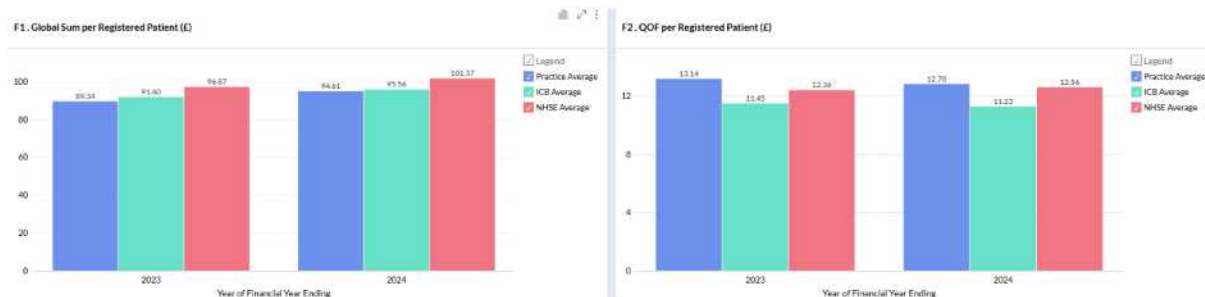 F1. Global Sum per Registered Patient (£)
Legend
Practice Average
ICB Average
NHSE Average
100
80
60
40
20
0
89.34
91.60
96.87
94.61
95.56
101.37
2023
2024
Year of Financial Year Ending
F2. QOF per Registered Patient (£)
Legend
Practice Average
ICB Average
NHSE Average
12
8
4
0
13.14
11.45
12.36
11.23
12.56
2023
2024
Year of Financial Year Ending